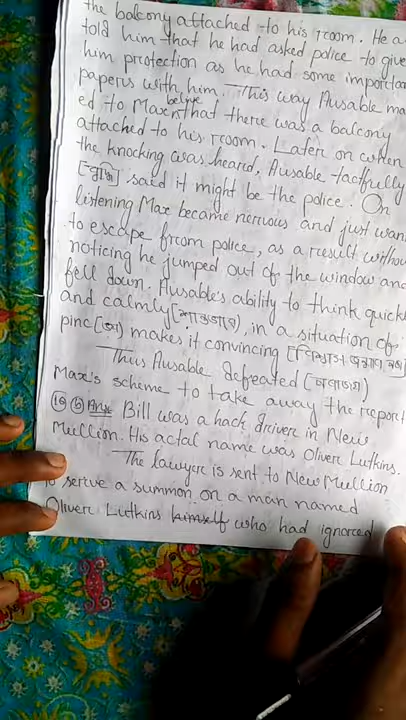 the balcony attached to his room. He a
told him that he had asked police to give
him protection as he had some importan
papers with him. This way Ausable ma
ed to Max believe that there was a balcony
attached to his room. Later on when
the knocking was heard, Ausable tactfully
said it might be the police. On
listening Max became nervous and just wan
to escape from police, as a result withou
noticing he jumped out of the window and
fell down. Ausable's ability to think quick
and calmly [শান্তভাবে], in a situation of
pinc makes it convincing
Thus Ausable defeated
Max's scheme to take away the report
Bill was a hack driver in New
Mullion. His actal name was Oliver Lutkins.
The lawyer is sent to New Mullion
to serve a summon on a man named
Oliver Lutkins himself who had ignored